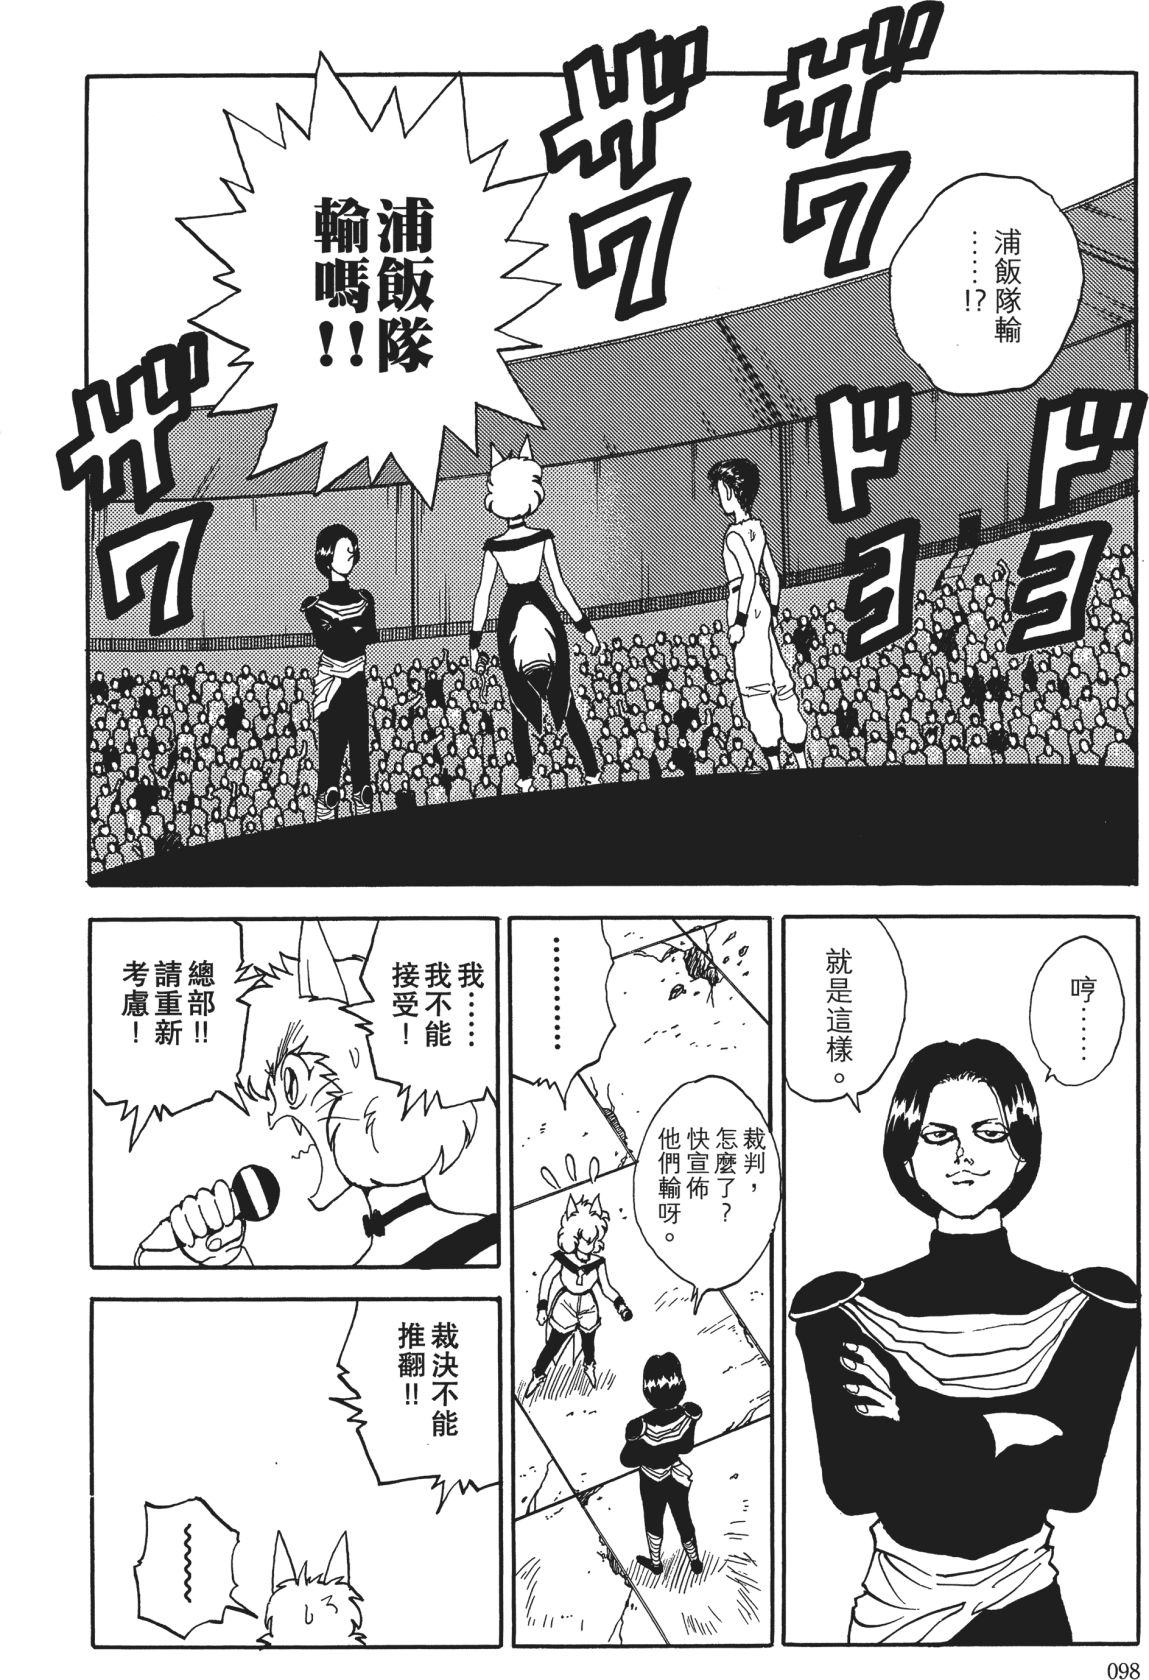 浦飯隊輸
……!?
ザワ
ザワ
ドヨ
ドヨ
浦飯隊
輸嗎!!
ザワ
哼……
就是這樣。
………
裁判，
怎麼了？
快宣佈
他們輸呀。
我……
我不能
接受！
總部!!
請重新
考慮！
裁決不能
推翻!!
098